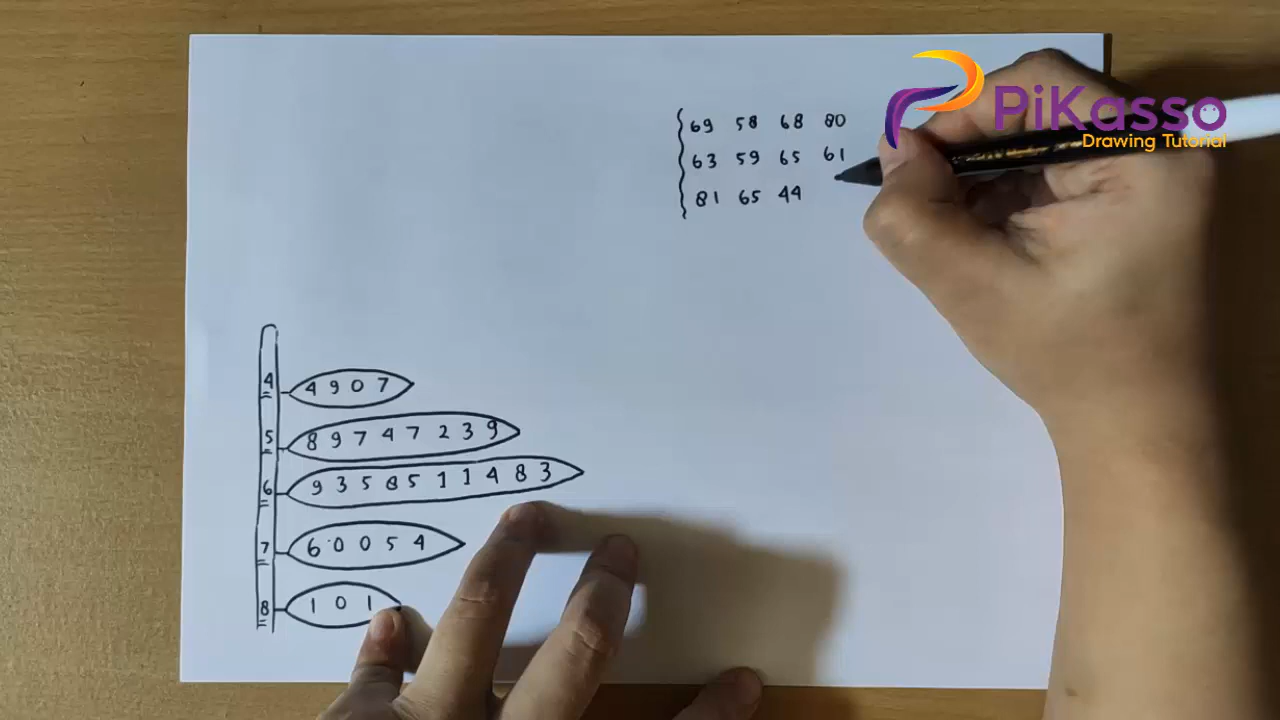 PiKasso
Drawing Tutorial
69 58 68 80
63 59 65 61
81 65 44
4 4 9 0 7
5 8 9 7 4 7 2 3 9
6 9 3 5 8 5 1 1 4 8 3
7 6 0 0 5 4
8 1 0 1